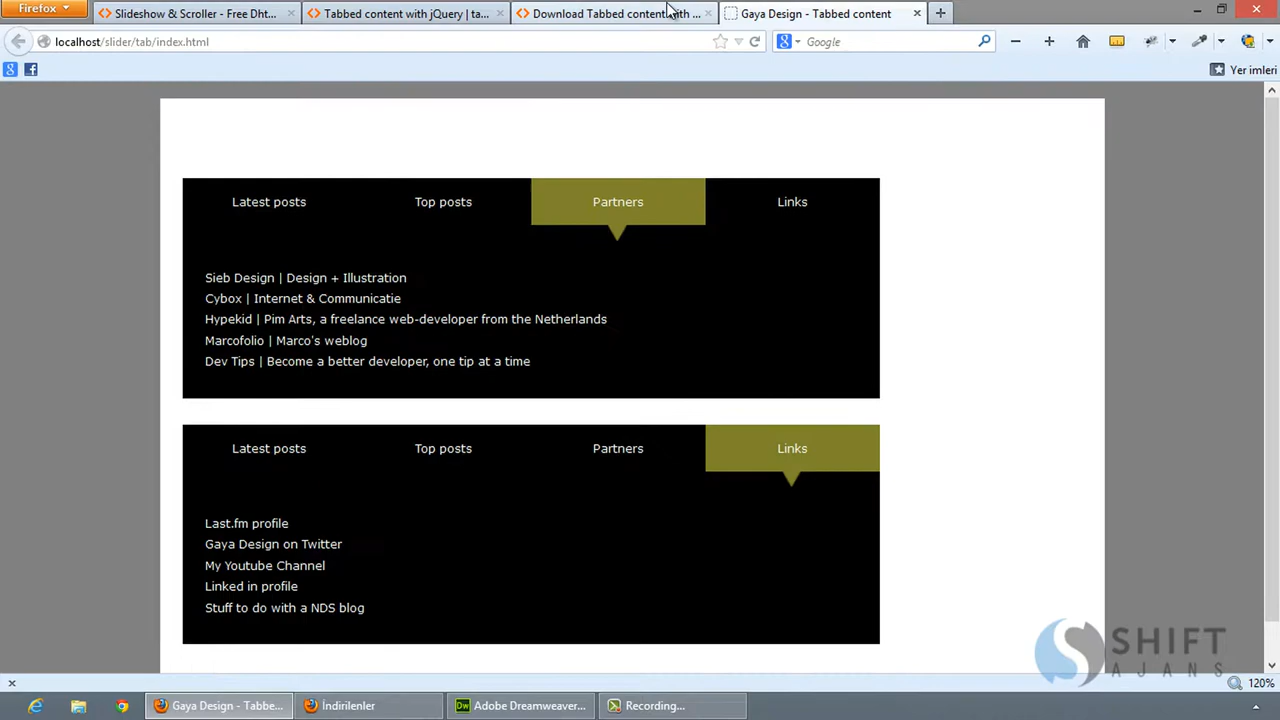 Firefox
Slideshow & Scroller - Free Dht...
Tabbed content with jQuery | ta...
Download Tabbed content with ...
Gaya Design - Tabbed content
localhost/slider/tab/index.html
Google
Yer imleri
Latest posts
Top posts
Partners
Links
Sieb Design | Design + Illustration
Cybox | Internet & Communicatie
Hypekid | Pim Arts, a freelance web-developer from the Netherlands
Marcofolio | Marco's weblog
Dev Tips | Become a better developer, one tip at a time
Latest posts
Top posts
Partners
Links
Last.fm profile
Gaya Design on Twitter
My Youtube Channel
Linked in profile
Stuff to do with a NDS blog
SHIFT
AJANS
120%
Gaya Design - Tabbe...
İndirilenler
Dw
Adobe Dreamweaver...
Recording...